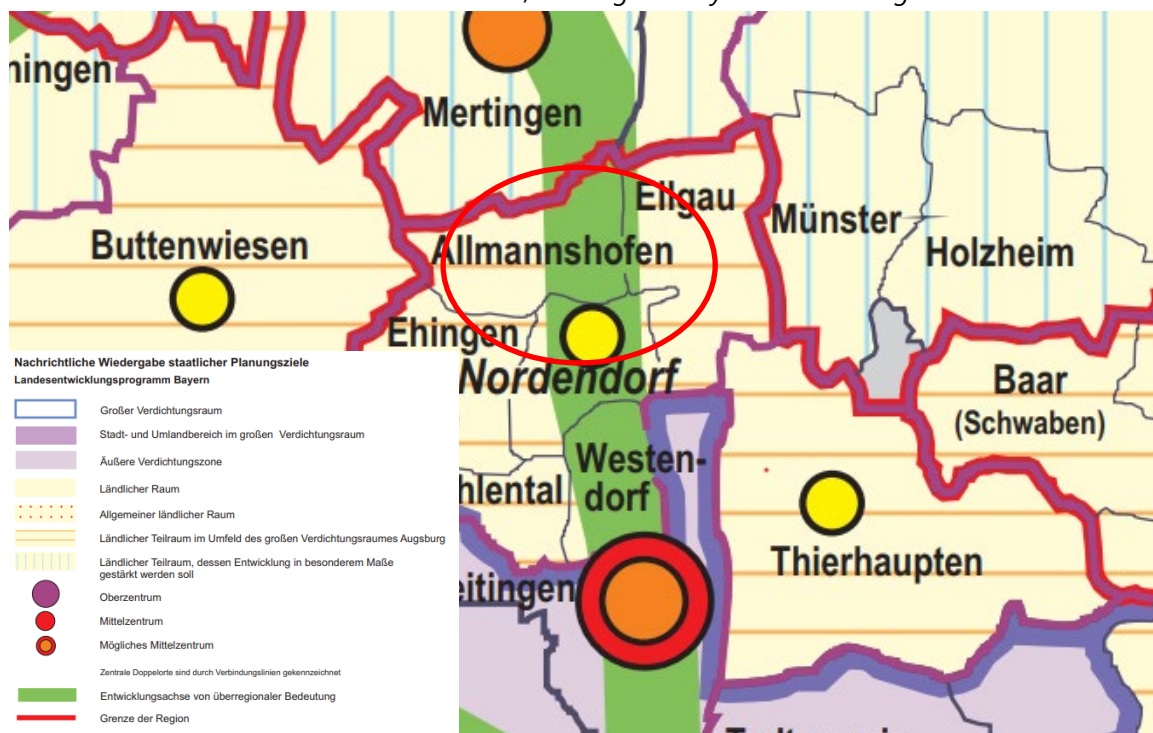 ningen
Mertingen
Ellgau
Münster
Buttenwiesen
Allmannshofen
Holzheim
Ehingen
Nordendorf
Baar
(Schwaben)
Westen-
dorf
hlental
Thierhaupten
eitingen
Nachrichtliche Wiedergabe staatlicher Planungsziele
Landesentwicklungsprogramm Bayern
Großer Verdichtungsraum
Stadt- und Umlandbereich im großen Verdichtungsraum
Äußere Verdichtungszone
Ländlicher Raum
Allgemeiner ländlicher Raum
Ländlicher Teilraum im Umfeld des großen Verdichtungsraumes Augsburg
Ländlicher Teilraum, dessen Entwicklung in besonderem Maße
gestärkt werden soll
Oberzentrum
Mittelzentrum
Mögliches Mittelzentrum
Zentrale Doppelorte sind durch Verbindungslinien gekennzeichnet
Entwicklungsachse von überregionaler Bedeutung
Grenze der Region